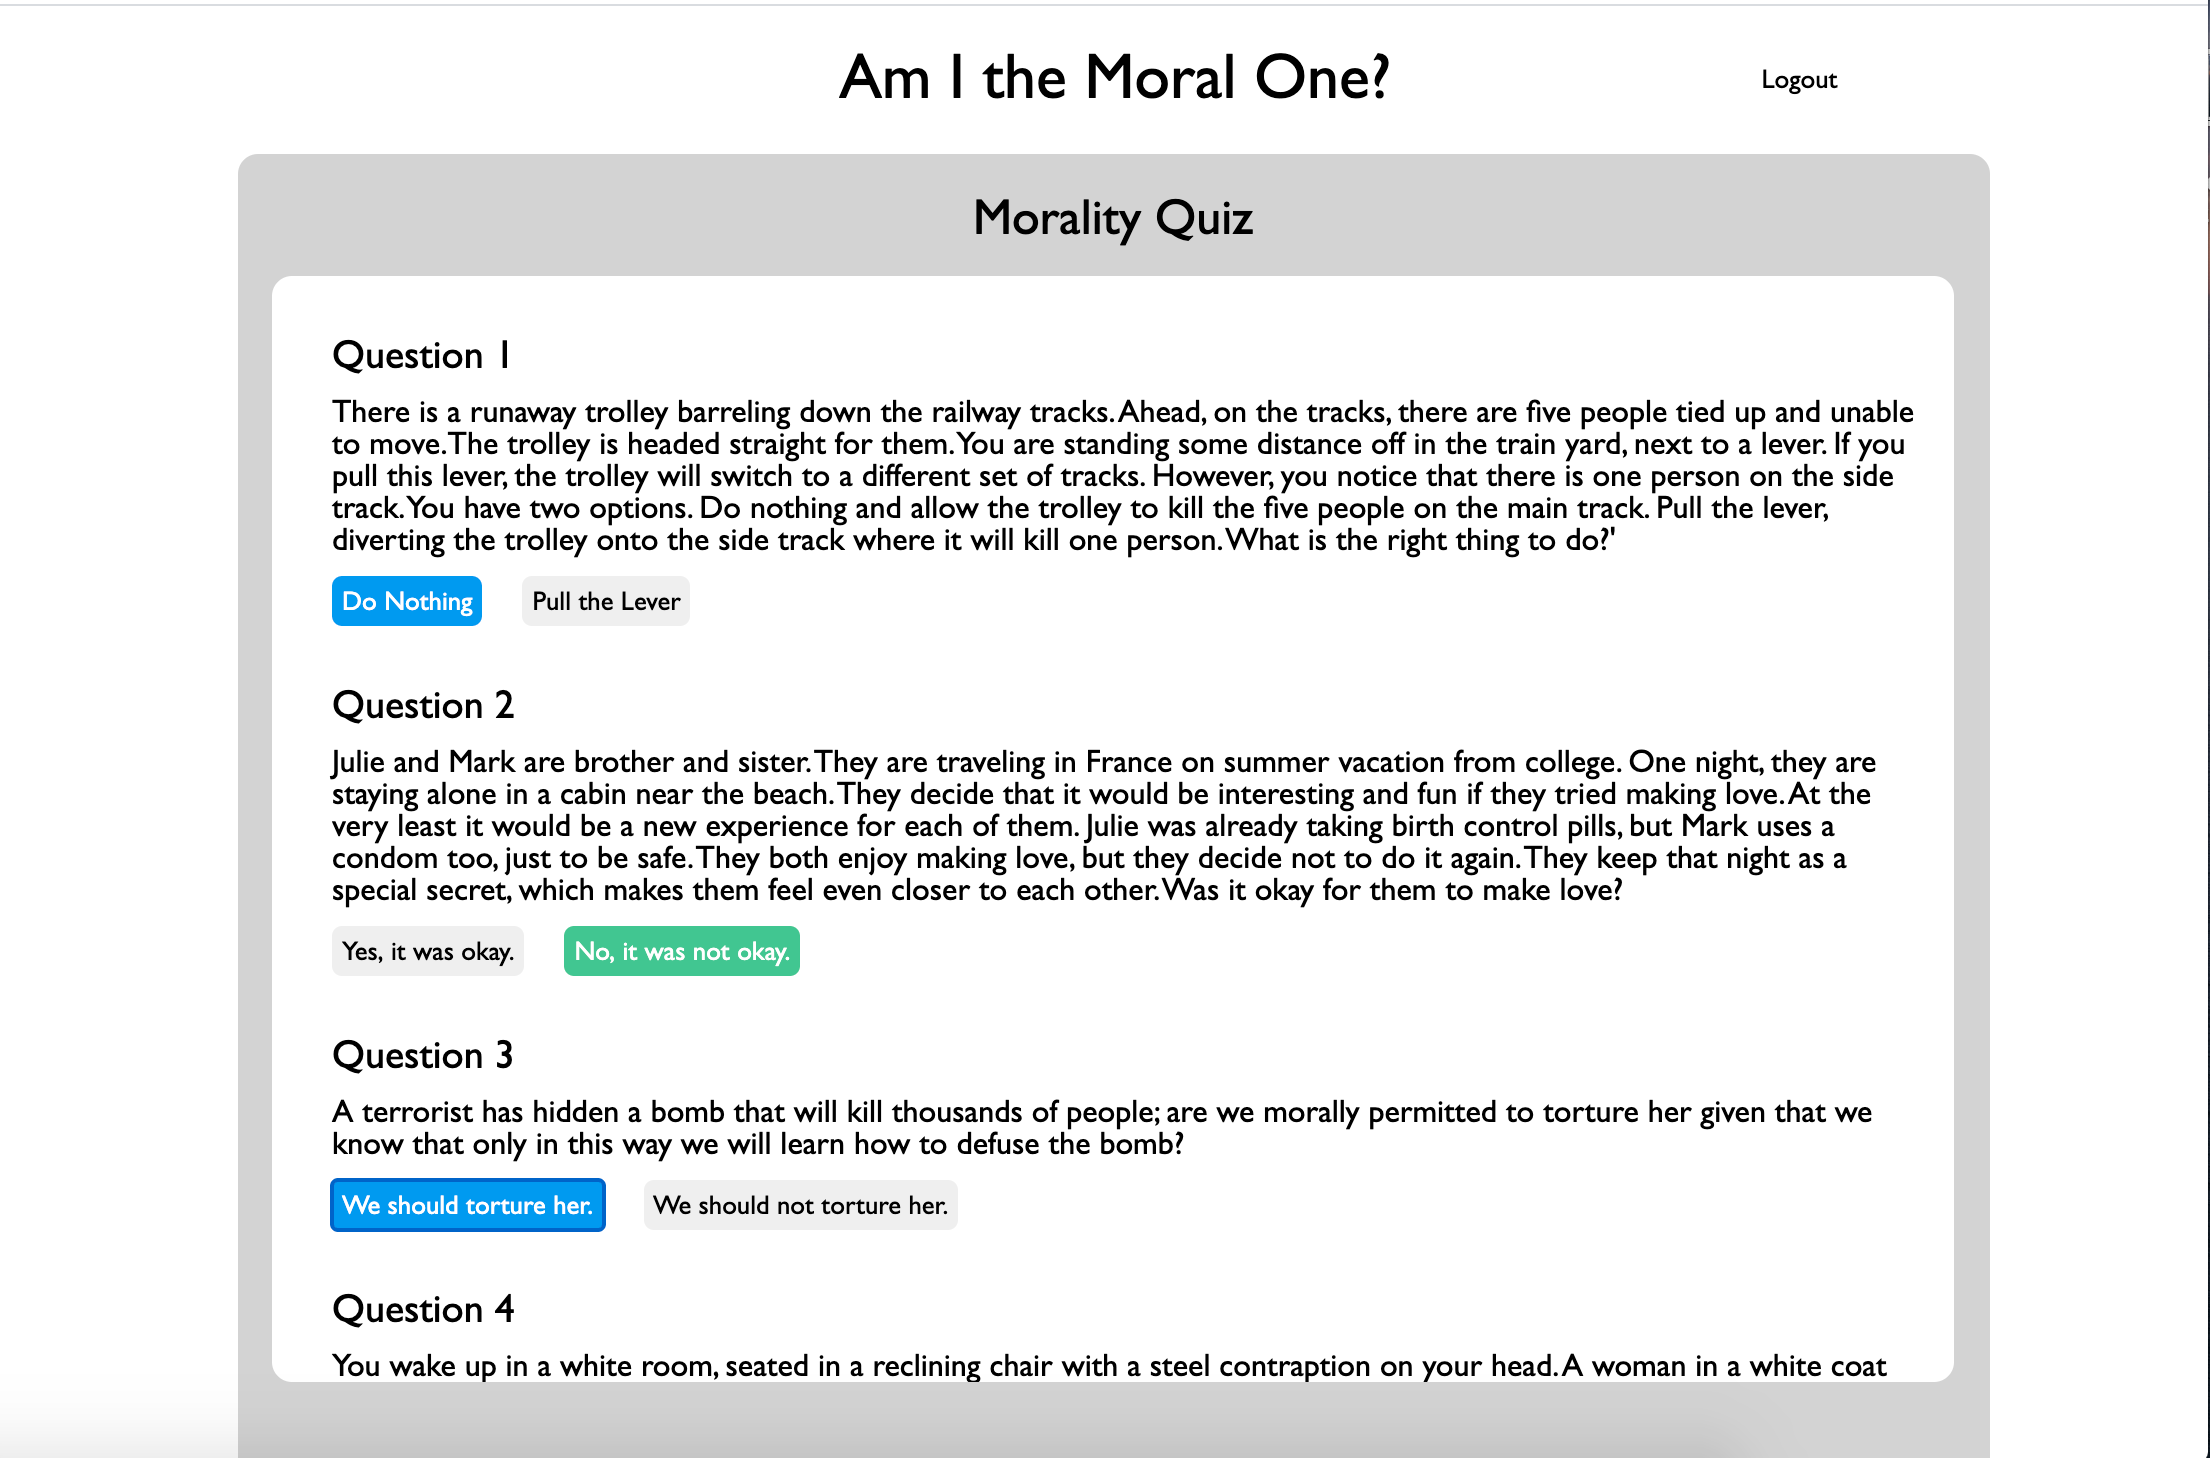 Am I the Moral One?
Logout
Morality Quiz
Question 1
There is a runaway trolley barreling down the railway tracks. Ahead, on the tracks, there are five people tied up and unable
to move. The trolley is headed straight for them. You are standing some distance off in the train yard, next to a lever. If you
pull this lever, the trolley will switch to a different set of tracks. However, you notice that there is one person on the side
track. You have two options. Do nothing and allow the trolley to kill the five people on the main track. Pull the lever,
diverting the trolley onto the side track where it will kill one person. What is the right thing to do?'
Do Nothing
Pull the Lever
Question 2
Julie and Mark are brother and sister. They are traveling in France on summer vacation from college. One night, they are
staying alone in a cabin near the beach. They decide that it would be interesting and fun if they tried making love. At the
very least it would be a new experience for each of them. Julie was already taking birth control pills, but Mark uses a
condom too, just to be safe. They both enjoy making love, but they decide not to do it again. They keep that night as a
special secret, which makes them feel even closer to each other. Was it okay for them to make love?
Yes, it was okay.
No, it was not okay.
Question 3
A terrorist has hidden a bomb that will kill thousands of people; are we morally permitted to torture her given that we
know that only in this way we will learn how to defuse the bomb?
We should torture her.
We should not torture her.
Question 4
You wake up in a white room, seated in a reclining chair with a steel contraption on your head. A woman in a white coat